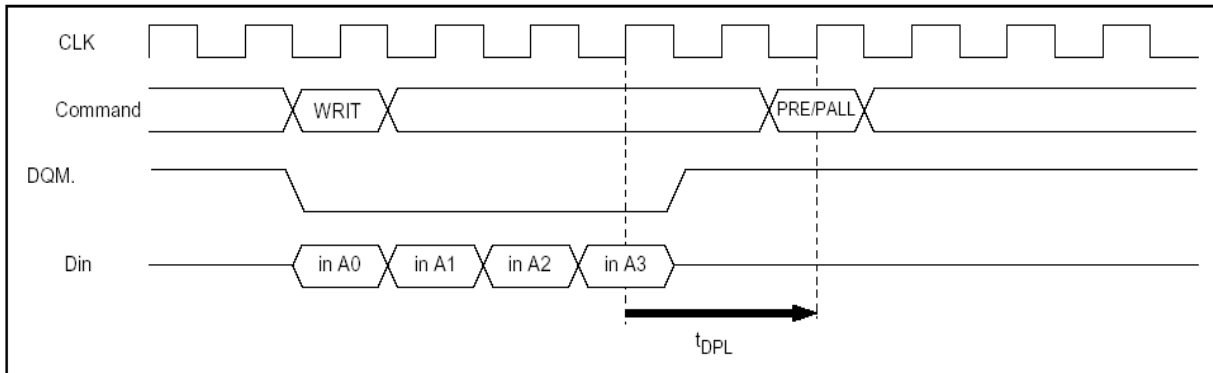 CLK
Command WRIT PRE/PALL
DQM.
Din in A0 in A1 in A2 in A3
tDPL